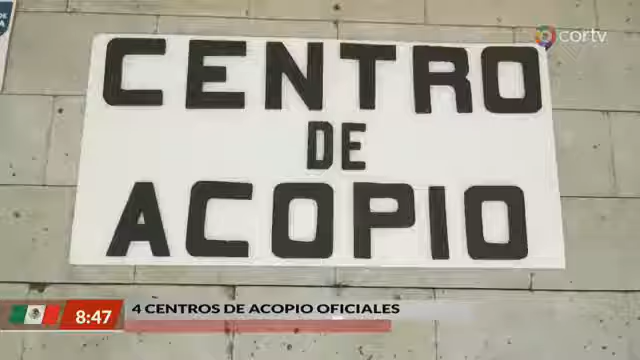 cortv
CENTRO
DE
ACOPIO
8:47
4 CENTROS DE ACOPIO OFICIALES